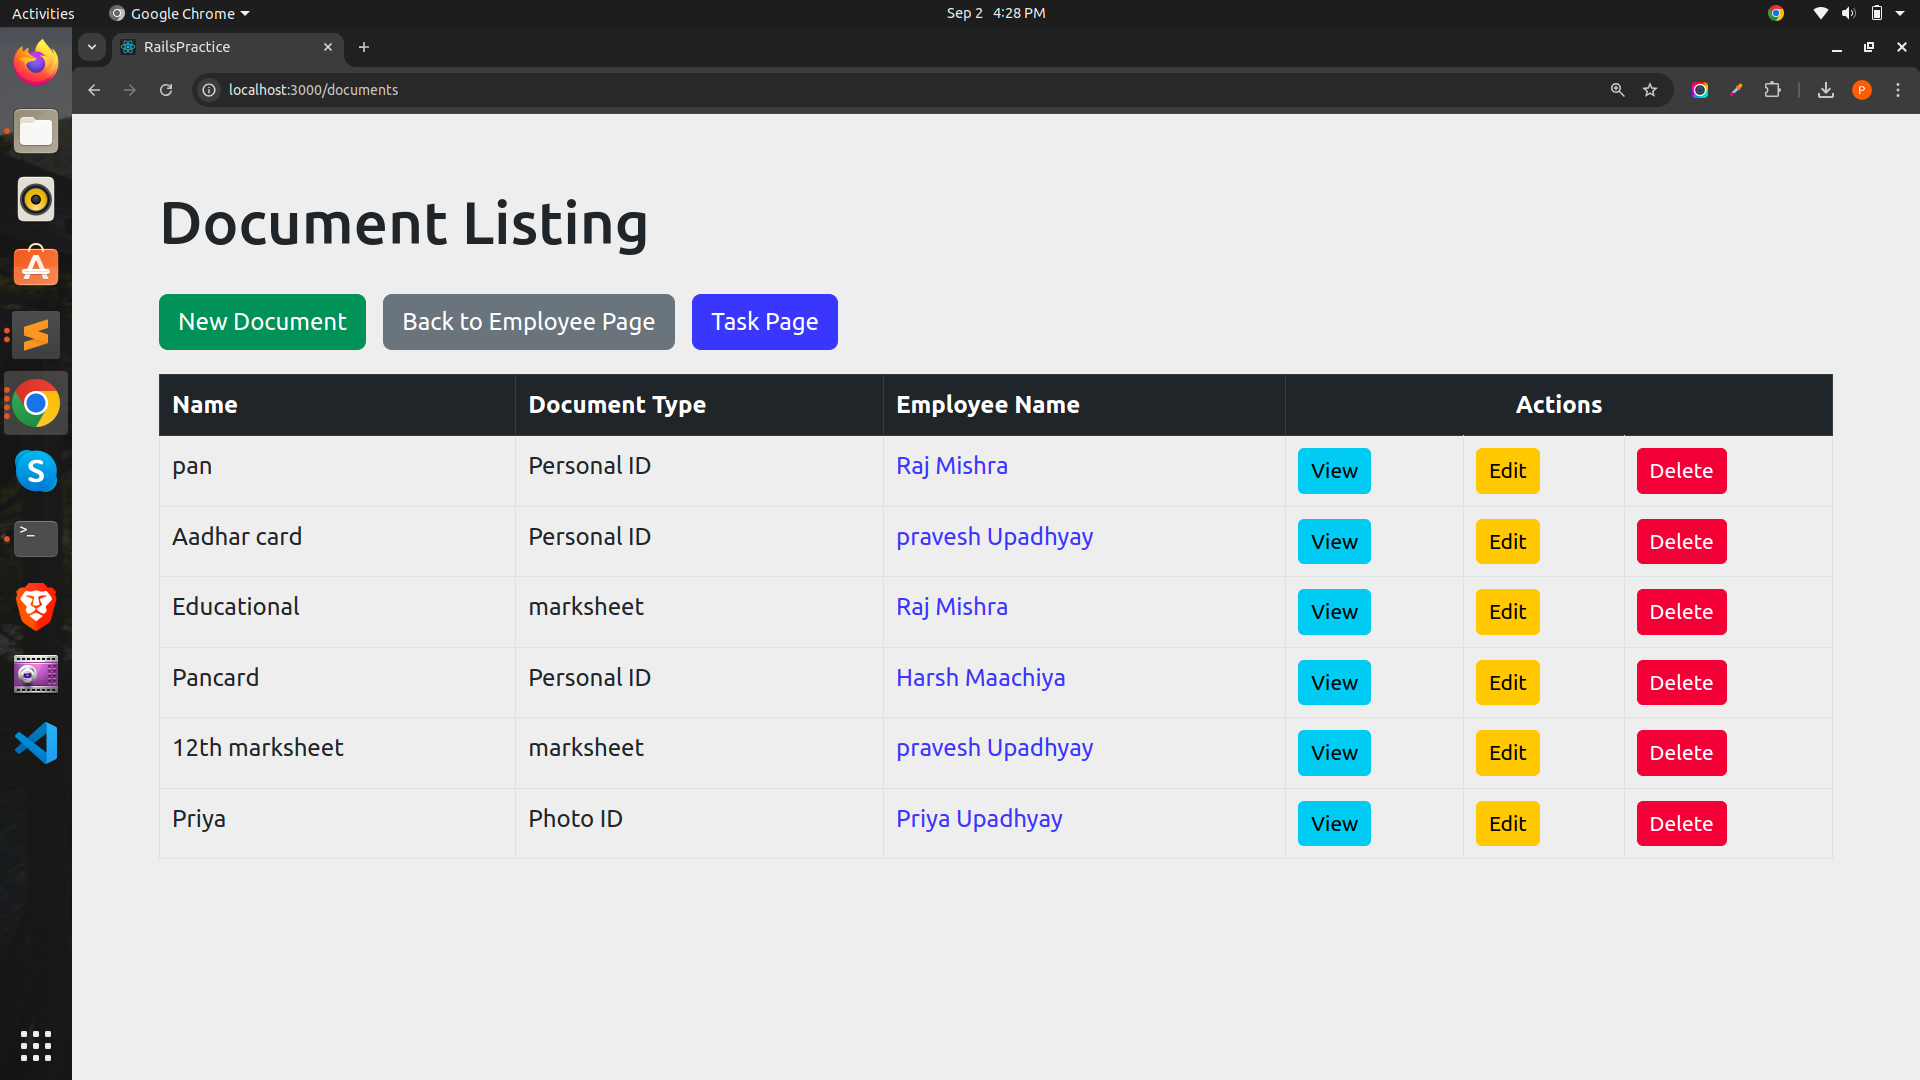 Activities Google Chrome Sep 2 4:28 PM
RailsPractice
localhost:3000/documents P
Document Listing
New Document Back to Employee Page Task Page
Name Document Type Employee Name Actions
pan Personal ID Raj Mishra View Edit Delete
Aadhar card Personal ID pravesh Upadhyay View Edit Delete
Educational marksheet Raj Mishra View Edit Delete
Pancard Personal ID Harsh Maachiya View Edit Delete
12th marksheet marksheet pravesh Upadhyay View Edit Delete
Priya Photo ID Priya Upadhyay View Edit Delete